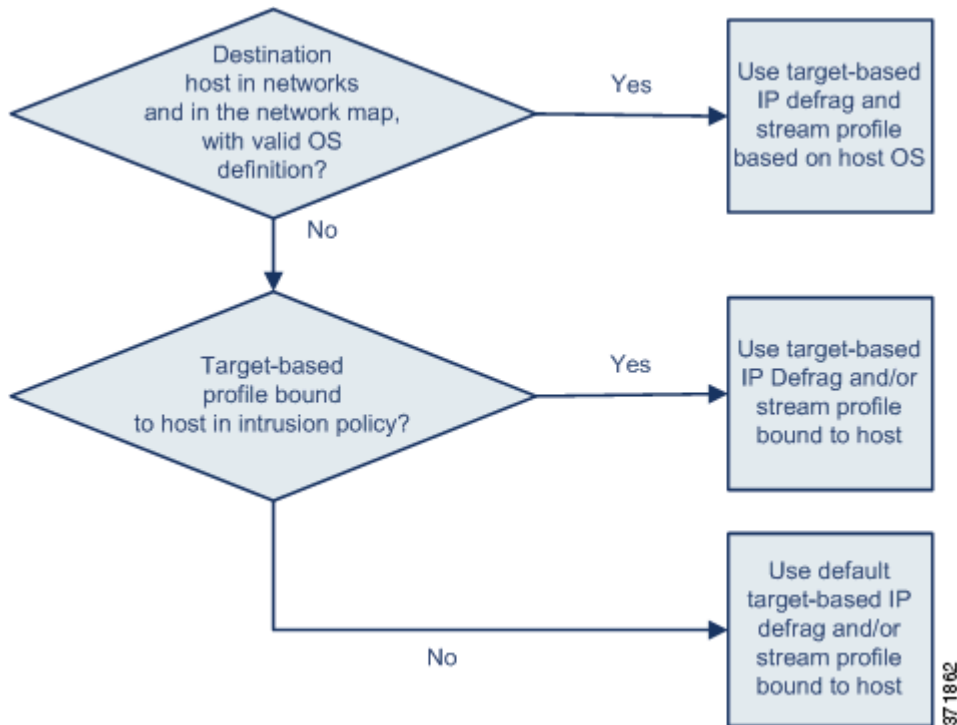 Destination
host in networks
and in the network map,
with valid OS
definition?
Yes
Use target-based
IP defrag and
stream profile
based on host OS
No
Target-based
profile bound
to host in intrusion policy?
Yes
Use target-based
IP Defrag and/or
stream profile
bound to host
No
Use default
target-based IP
defrag and/or
stream profile
bound to host
371862